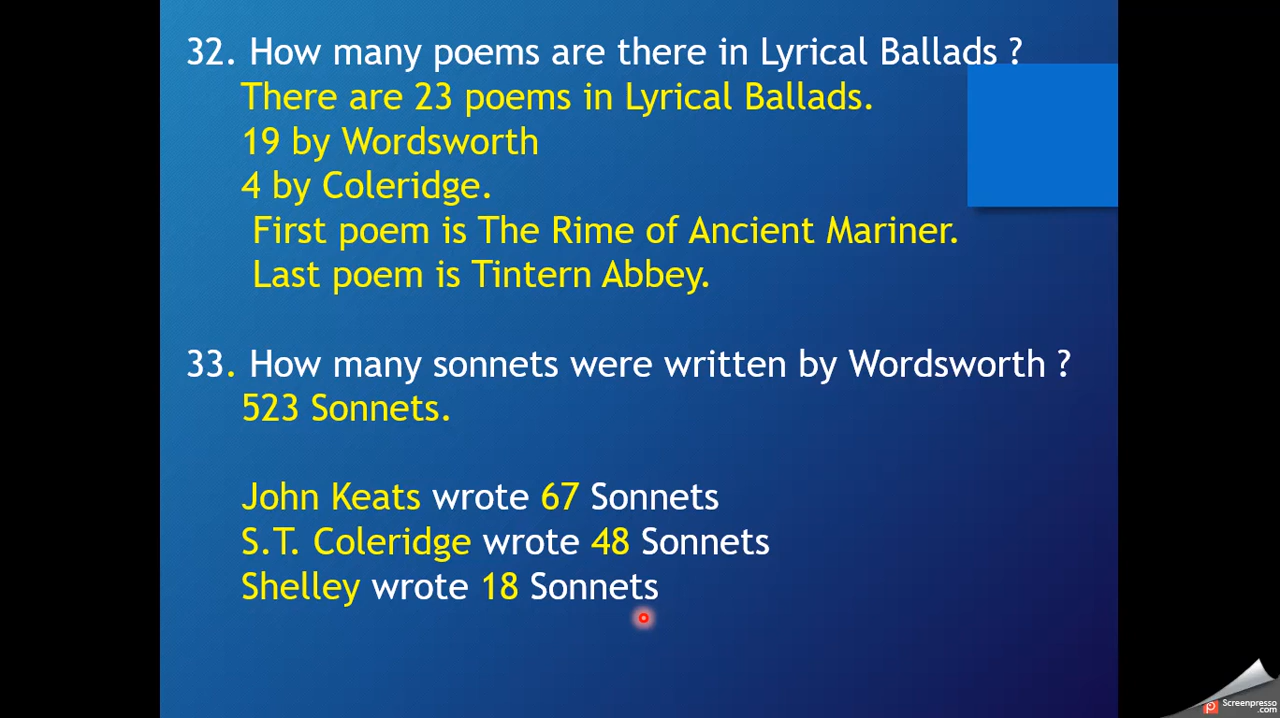 32. How many poems are there in Lyrical Ballads ?
There are 23 poems in Lyrical Ballads.
19 by Wordsworth
4 by Coleridge.
First poem is The Rime of Ancient Mariner.
Last poem is Tintern Abbey.
33. How many sonnets were written by Wordsworth ?
523 Sonnets.
John Keats wrote 67 Sonnets
S.T. Coleridge wrote 48 Sonnets
Shelley wrote 18 Sonnets
Screenpresso
.com